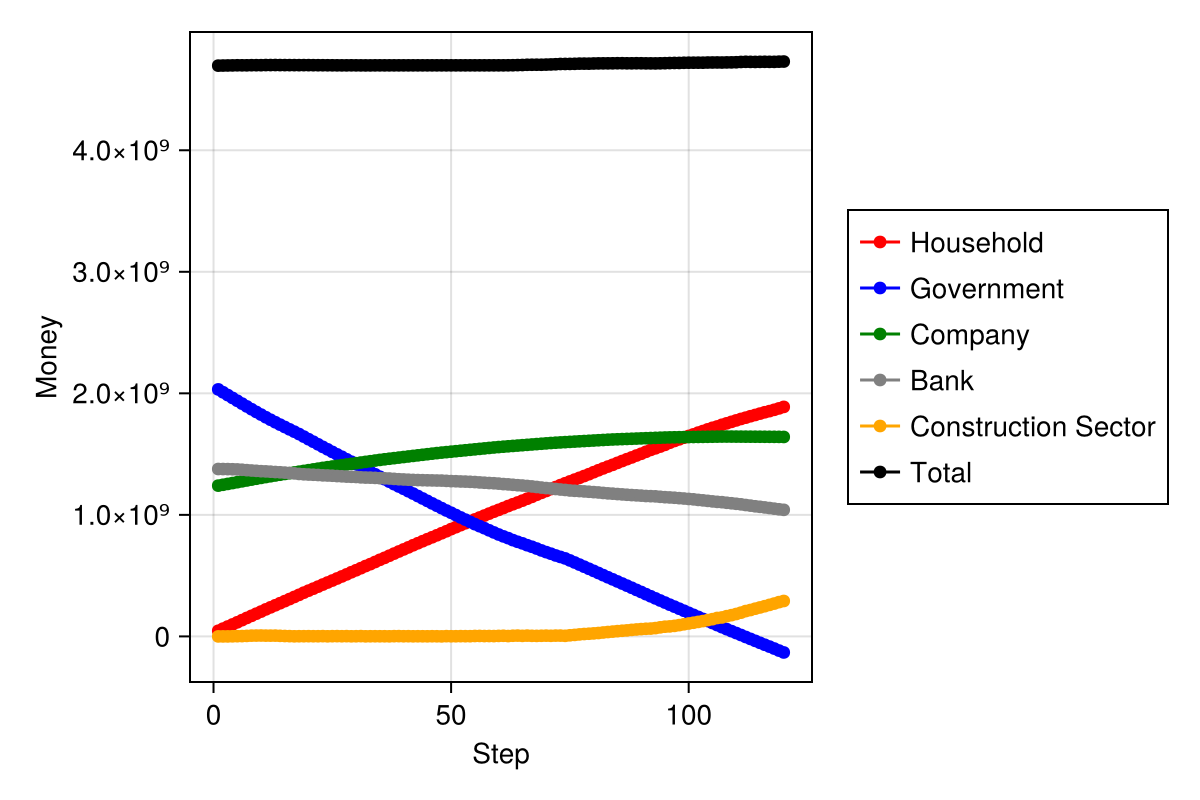 4.0×10⁹
3.0×10⁹
2.0×10⁹
1.0×10⁹
0
Money
0
50
100
Step
Household
Government
Company
Bank
Construction Sector
Total